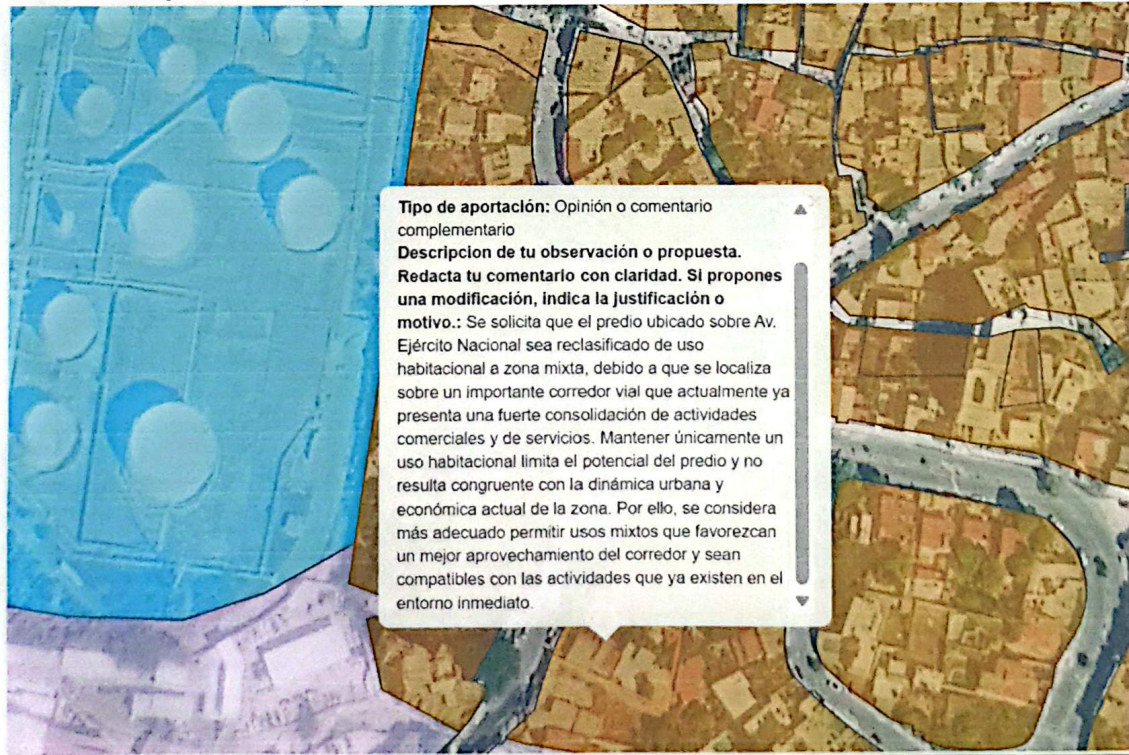 Tipo de aportación: Opinión o comentario
complementario
Descripcion de tu observación o propuesta.
Redacta tu comentario con claridad. Si propones
una modificación, indica la justificación o
motivo.: Se solicita que el predio ubicado sobre Av.
Ejército Nacional sea reclasificado de uso
habitacional a zona mixta, debido a que se localiza
sobre un importante corredor vial que actualmente ya
presenta una fuerte consolidación de actividades
comerciales y de servicios. Mantener únicamente un
uso habitacional limita el potencial del predio y no
resulta congruente con la dinámica urbana y
económica actual de la zona. Por ello, se considera
más adecuado permitir usos mixtos que favorezcan
un mejor aprovechamiento del corredor y sean
compatibles con las actividades que ya existen en el
entorno inmediato.